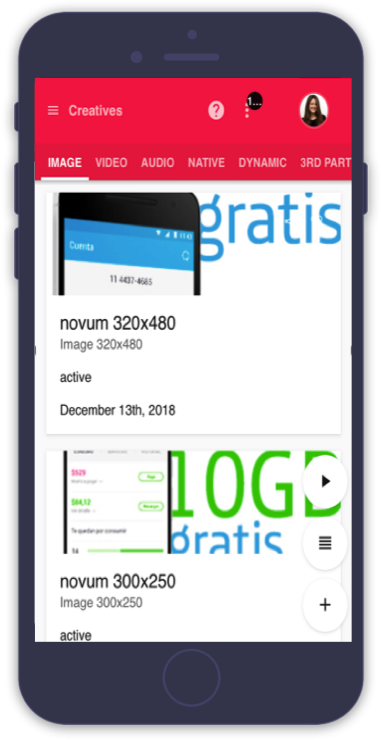 Creatives
1...
IMAGE VIDEO AUDIO NATIVE DYNAMIC 3RD PART
gratis
Cuenta
11 4437-4685
novum 320x480
Image 320x480
active
December 13th, 2018
10GB
gratis
$529
$64,12
Te quedan por consumir
14
novum 300x250
Image 300x250
active